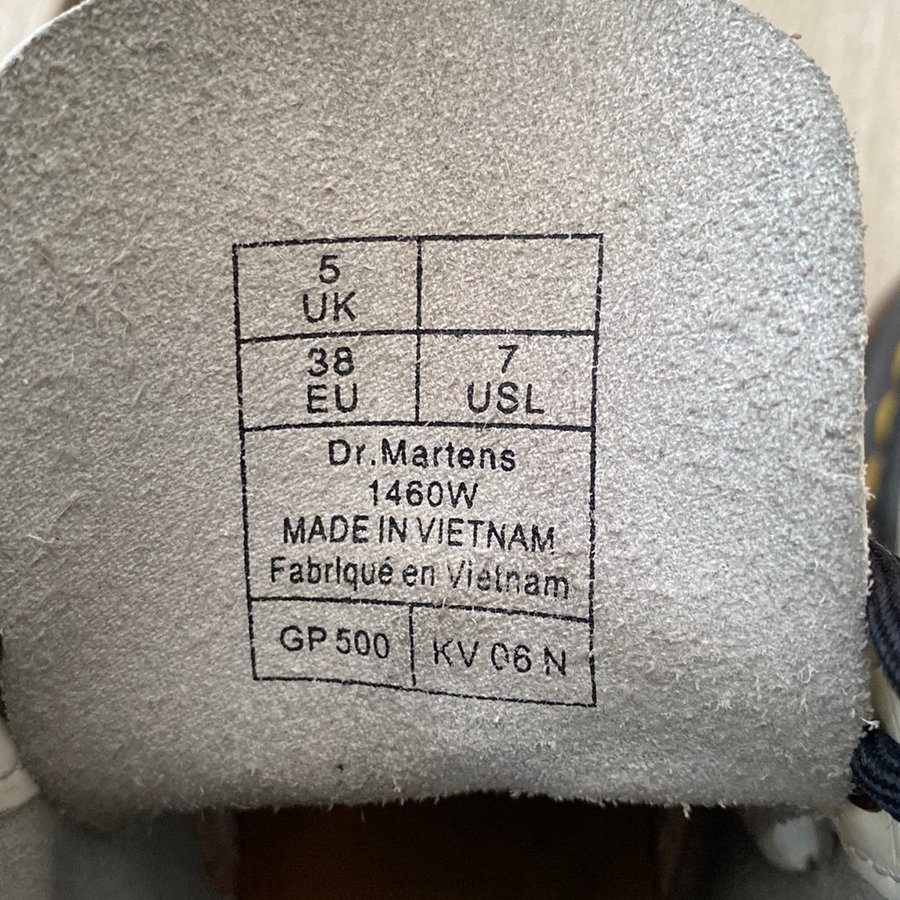 5
UK
38
EU
7
USL
Dr.Martens
1460W
MADE IN VIETNAM
Fabriqué en Vietnam
GP 500
KV 06 N